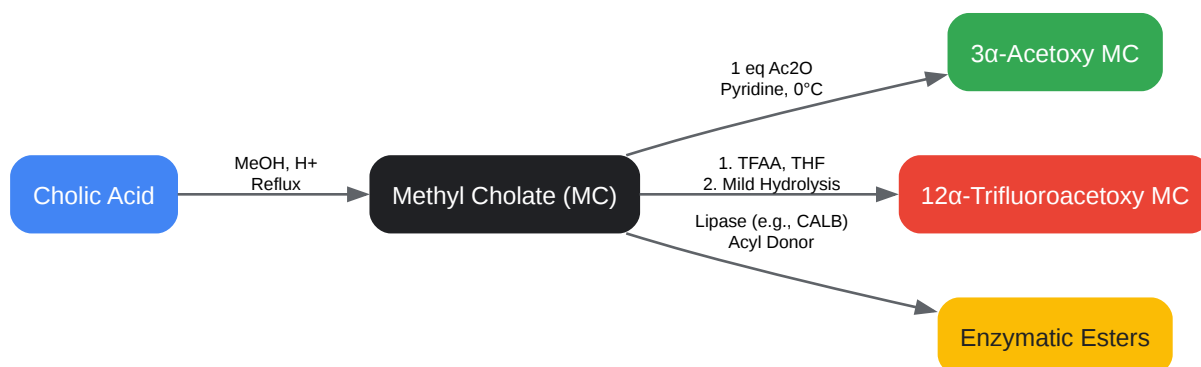 3α-Acetoxy MC
1 eq Ac2O
Pyridine, 0°C
Cholic Acid
MeOH, H+
Reflux
Methyl Cholate (MC)
1. TFAA, THF
2. Mild Hydrolysis
12α-Trifluoroacetoxy MC
Lipase (e.g., CALB)
Acyl Donor
Enzymatic Esters